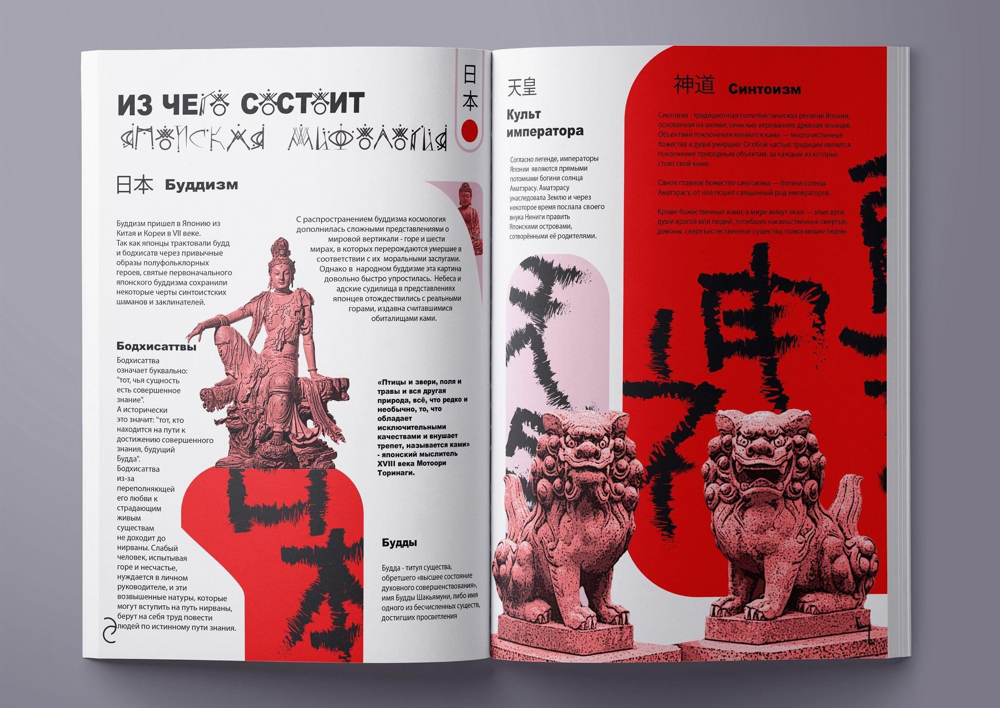 ИЗ ЧЕГО СОСТОИТ
ЯПОНСКАЯ МИФОЛОГИЯ
日本
日本 Буддизм
Буддизм пришел в Японию из
Китая и Кореи в VII веке.
Так как японцы трактовали будд
и бодхисатв через привычные
образы полуфольклорных
героев, святые первоначального
японского буддизма сохранили
некоторые черты синтоистских
шаманов и заклинателей.
С распространением буддизма космология
дополнилась сложными представлениями о
мировой вертикали - горе и шести
мирах, в которых перерождаются умершие в
соответствии с их моральными заслугами.
Однако в народном буддизме эта картина
довольно быстро упростилась. Небеса и
адские судилища в представлениях
японцев отождествились с реальными
горами, издавна считавшимися
обиталищами ками.
Бодхисаттвы
Бодхисаттва
означает буквально:
"тот, чья сущность
есть совершенное
знание".
А исторически
это значит: "тот, кто
находится на пути к
достижению совершенного
знания, будущий
Будда".
Бодхисаттва
из-за
переполняющей
его любви к
страдающим
живым
существам
не доходит до
нирваны. Слабый
человек, испытывая
горе и несчастье,
нуждается в личном
руководителе, и эти
возвышенные натуры, которые
могут вступить на путь нирваны,
берут на себя труд повести
людей по истинному пути знания.
«Птицы и звери, поля и
травы и вся другая
природа, всё, что редко и
необычно, то, что
обладает
исключительными
качествами и внушает
трепет, называется ками»
- японский мыслитель
XVIII века Мотоори
Торинаги.
Будды
Будда - титул существа,
обретшего «высшее состояние
духовного совершенствования»,
имя Будды Шакьямуни, либо имя
одного из бесчисленных существ,
достигших просветления
日
本
天皇
Культ
императора
Согласно легенде, императоры
Японии являются прямыми
потомками богини солнца
Аматэрасу. Аматэрасу
унаследовала Землю и через
некоторое время послала своего
внука Ниниги править
Японскими островами,
сотворёнными её родителями.
神道 Синтоизм
Синтоизм - традиционная политеистическая религия Японии,
основанная на анимистических верованиях древних японцев.
Объектами поклонения являются ками — многочисленные
божества и души умерших. Особой частью традиции является
поклонение природным объектам, за каждым из которых
стоит свой ками.
Самое главное божество синтоизма — богиня солнца
Аматэрасу, от нее пошел священный род императоров.
Кроме божественных ками, в мире живут ёкаи — злые духи,
души врагов или людей, погибших насильственной смертью,
демоны, сверхъестественные существа, помогающие людям.
神